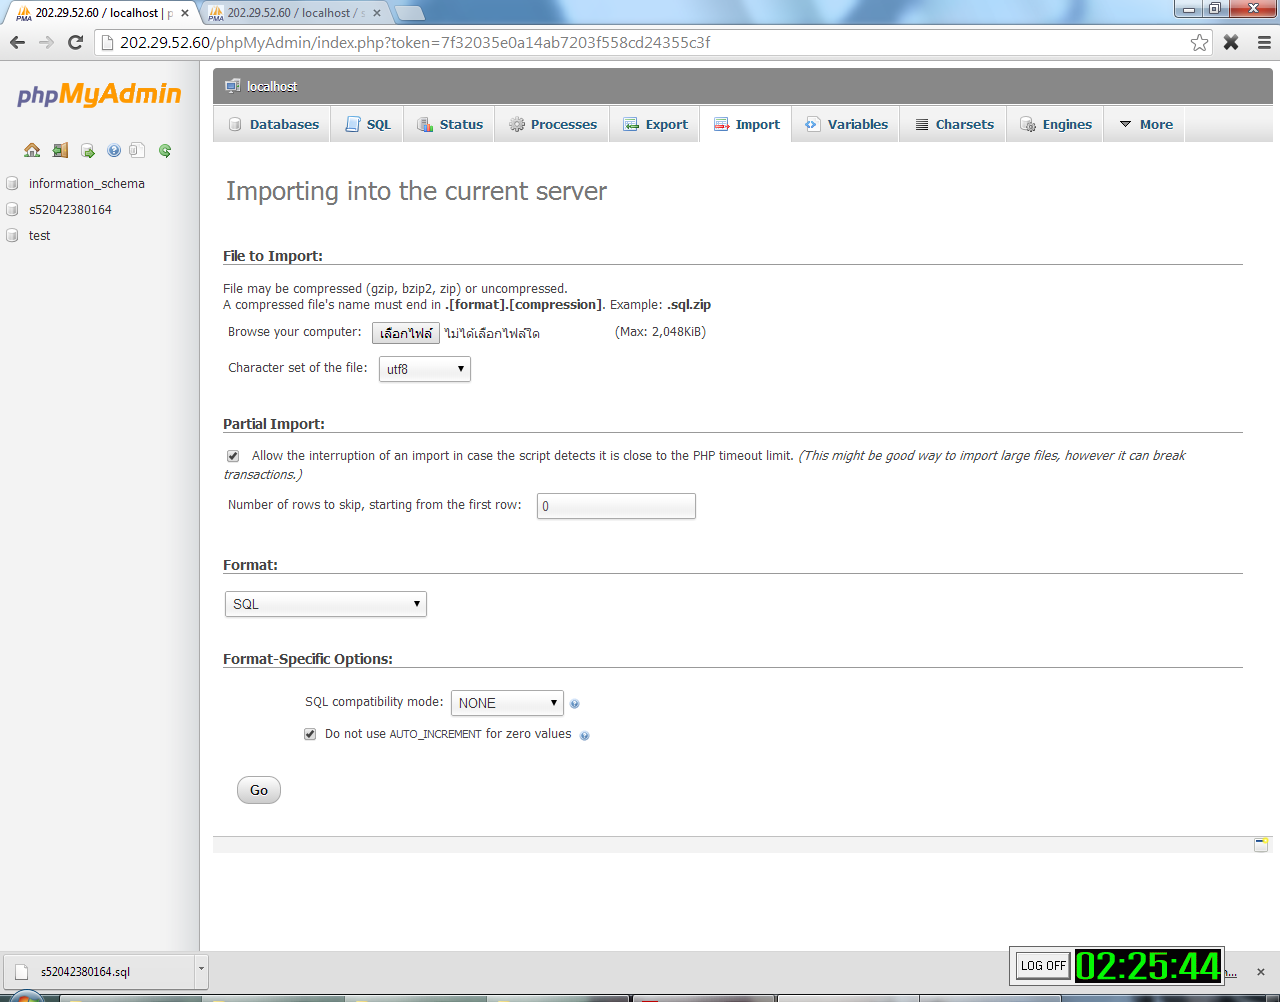 202.29.52.60 / localhost | p
202.29.52.60 / localhost / s
202.29.52.60/phpMyAdmin/index.php?token=7f32035e0a14ab7203f558cd24355c3f
phpMyAdmin
localhost
Databases SQL Status Processes Export Import Variables Charsets Engines More
information_schema
s52042380164
test
Importing into the current server
File to Import:
File may be compressed (gzip, bzip2, zip) or uncompressed.
A compressed file's name must end in .[format].[compression]. Example: .sql.zip
Browse your computer: เลือกไฟล์ ไม่ได้เลือกไฟล์ใด (Max: 2,048KiB)
Character set of the file: utf8
Partial Import:
Allow the interruption of an import in case the script detects it is close to the PHP timeout limit. (This might be good way to import large files, however it can break
transactions.)
Number of rows to skip, starting from the first row: 0
Format:
SQL
Format-Specific Options:
SQL compatibility mode: NONE
Do not use AUTO_INCREMENT for zero values
Go
s52042380164.sql
LOG OFF 02:25:44